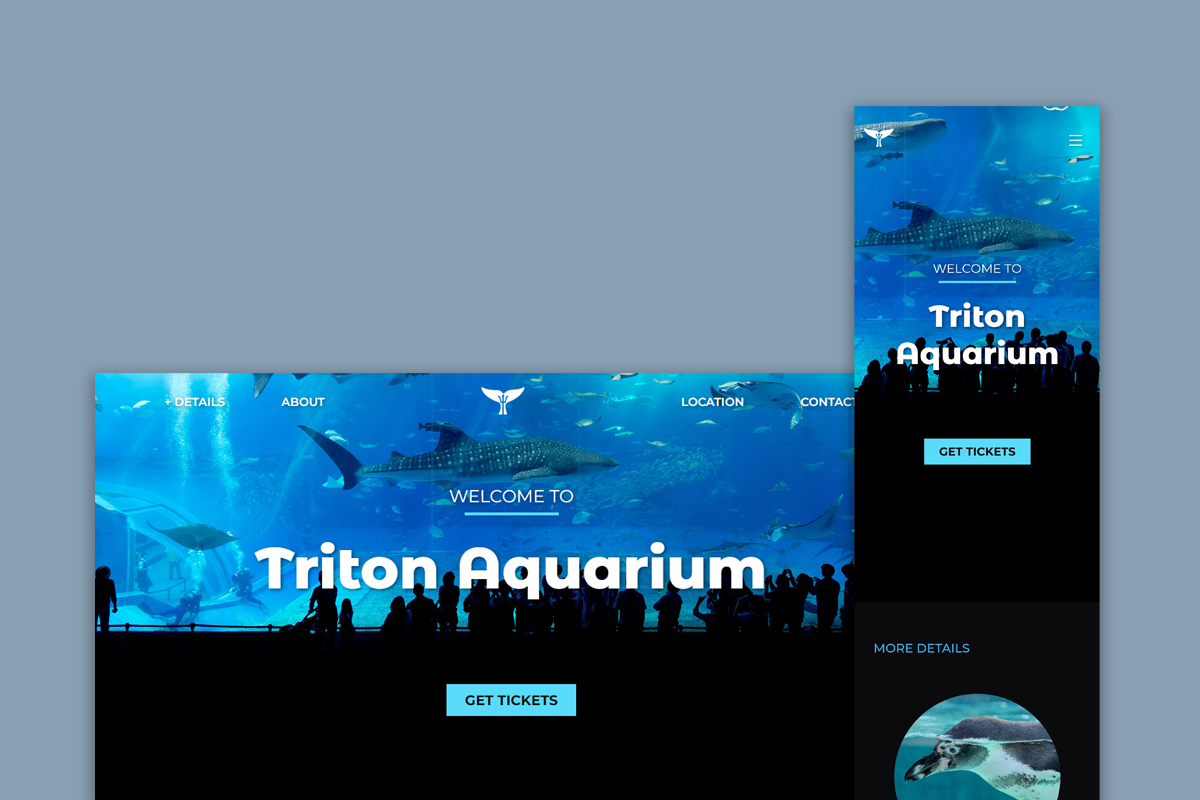 + DETAILS
ABOUT
LOCATION
CONTACT
WELCOME TO
Triton Aquarium
GET TICKETS
WELCOME TO
Triton
Aquarium
GET TICKETS
MORE DETAILS